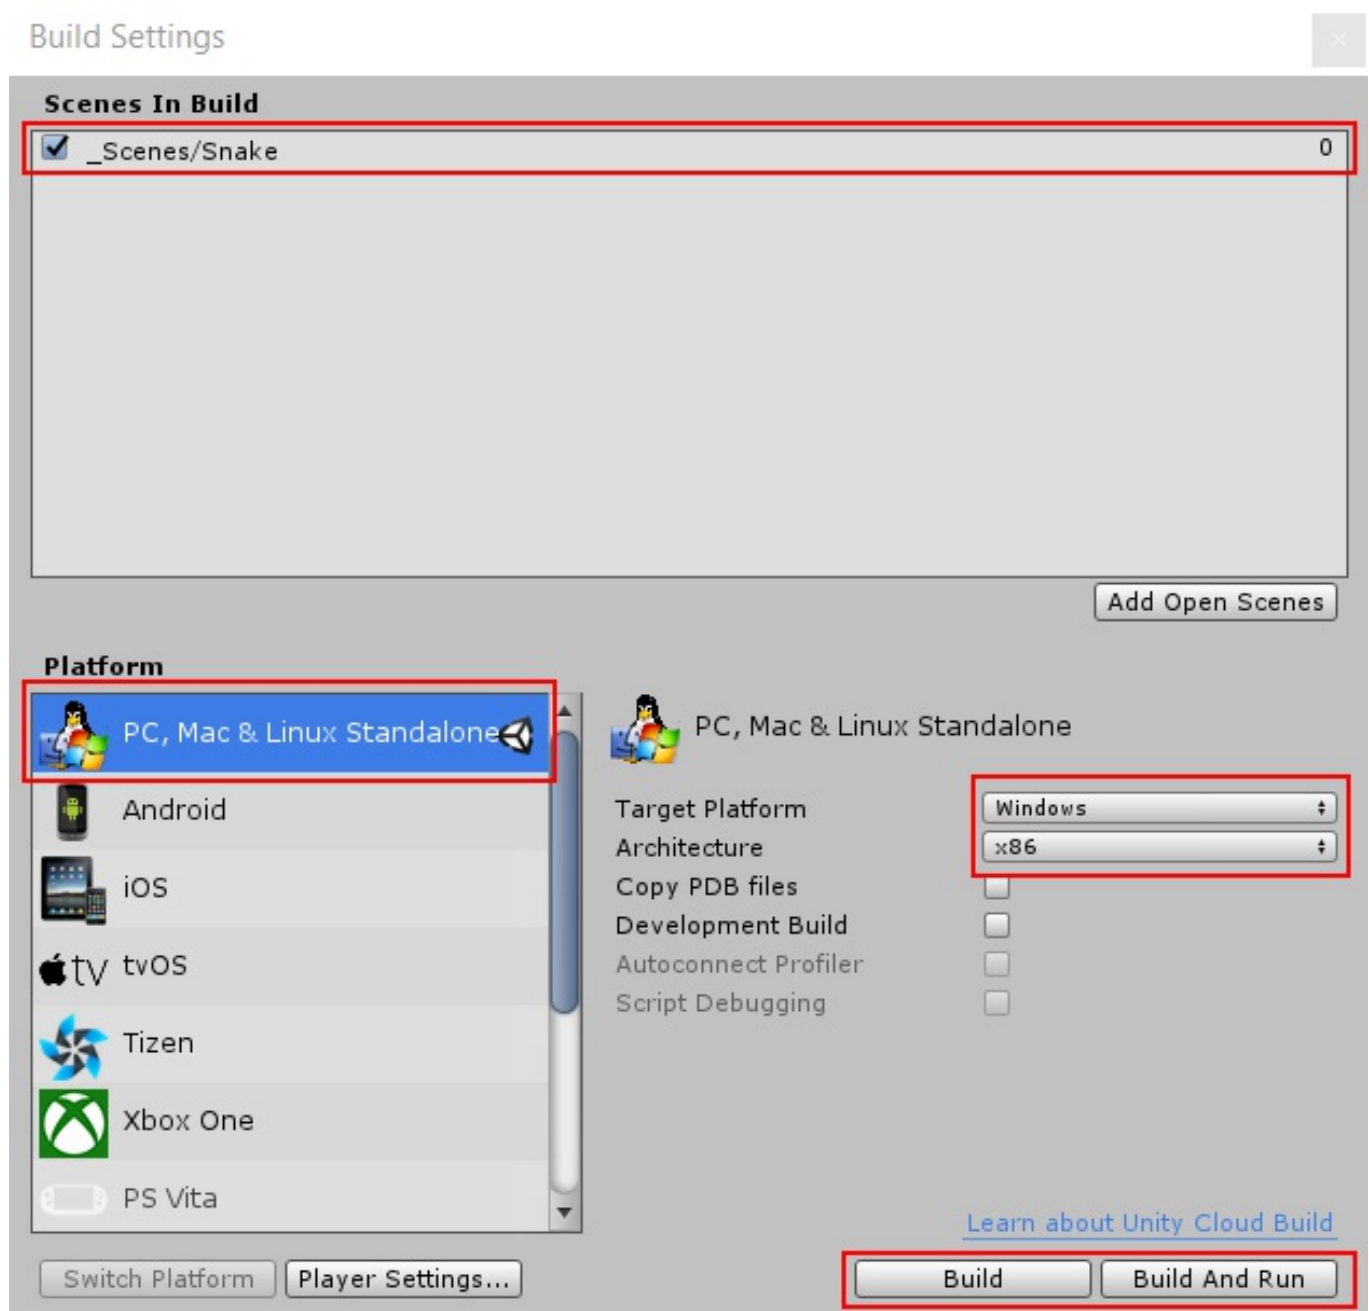 Build Settings
Scenes In Build
_Scenes/Snake 0
Add Open Scenes
Platform
PC, Mac & Linux Standalone
Android
iOS
tv tvOS
Tizen
Xbox One
PS Vita
PC, Mac & Linux Standalone
Target Platform Windows
Architecture x86
Copy PDB files
Development Build
Autoconnect Profiler
Script Debugging
Learn about Unity Cloud Build
Switch Platform Player Settings... Build Build And Run